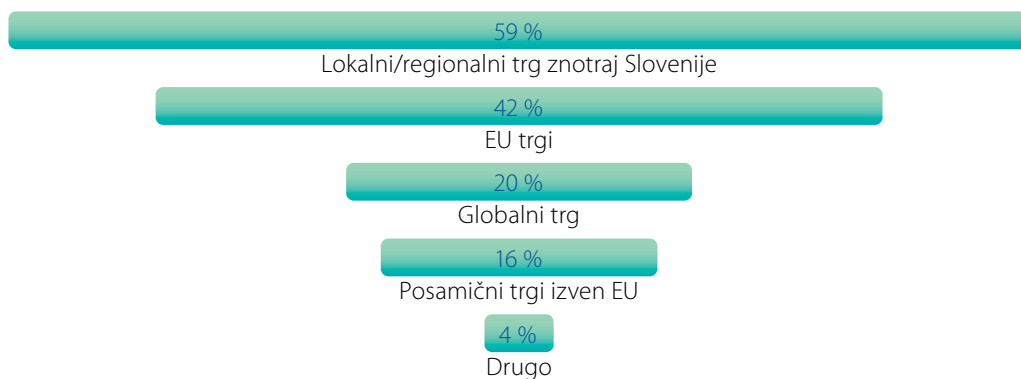 59 %
Lokalni/regionalni trg znotraj Slovenije
42 %
EU trgi
20 %
Globalni trg
16 %
Posamični trgi izven EU
4 %
Drugo